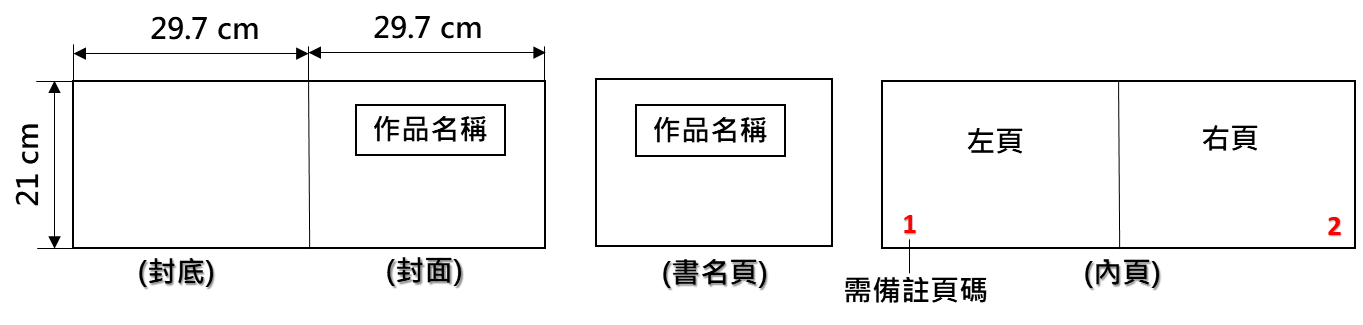 29.7 cm
29.7 cm
21 cm
作品名稱
(封底)
(封面)
作品名稱
(書名頁)
左頁
右頁
1
2
需備註頁碼
(內頁)